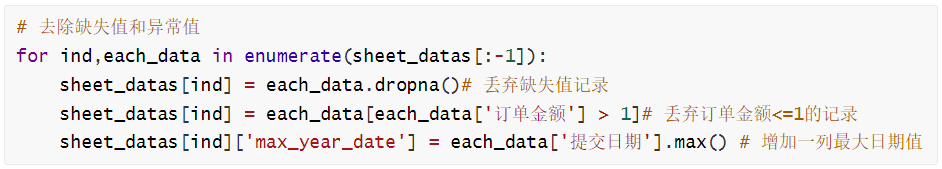 # 去除缺失值和异常值
for ind,each_data in enumerate(sheet_datas[:-1]):
    sheet_datas[ind] = each_data.dropna()# 丢弃缺失值记录
    sheet_datas[ind] = each_data[each_data['订单金额'] > 1]# 丢弃订单金额<=1的记录
    sheet_datas[ind]['max_year_date'] = each_data['提交日期'].max() # 增加一列最大日期值